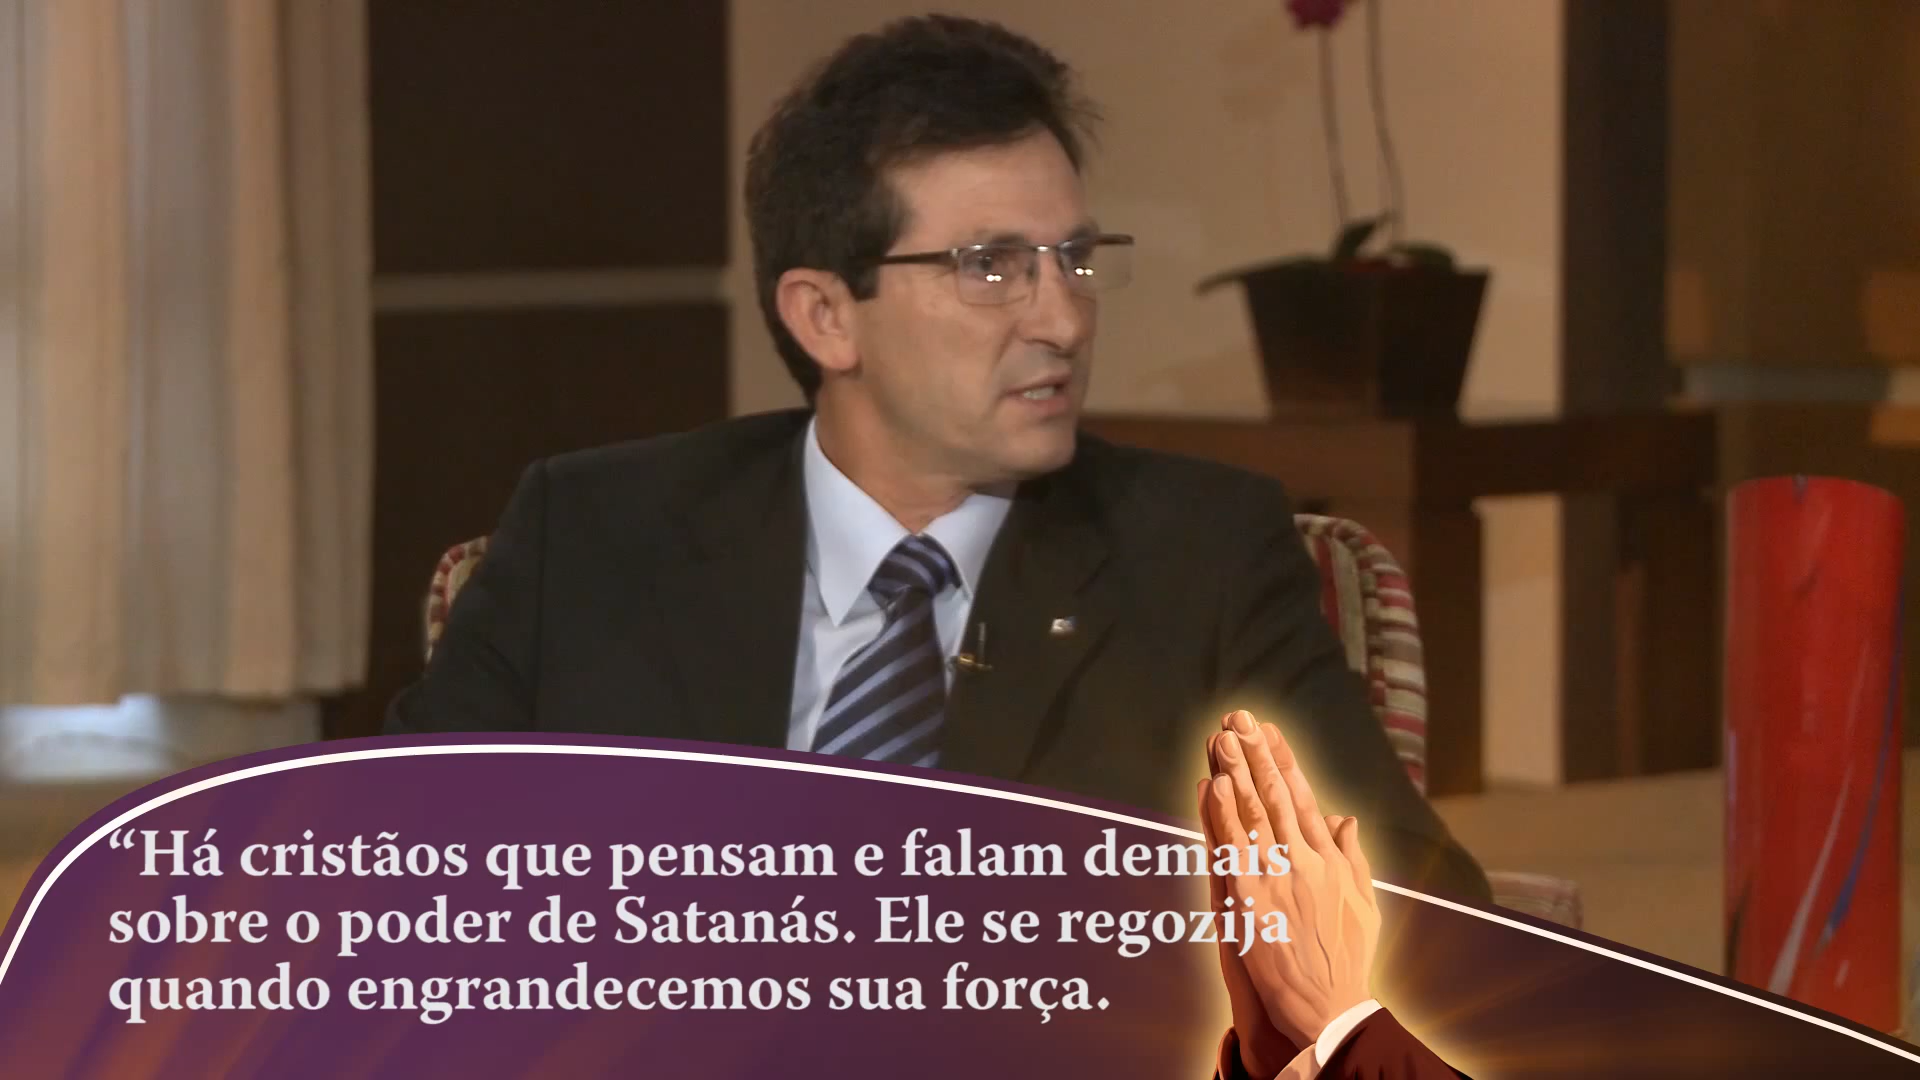 “Há cristãos que pensam e falam demais
sobre o poder de Satanás. Ele se regozija
quando engrandecemos sua força.